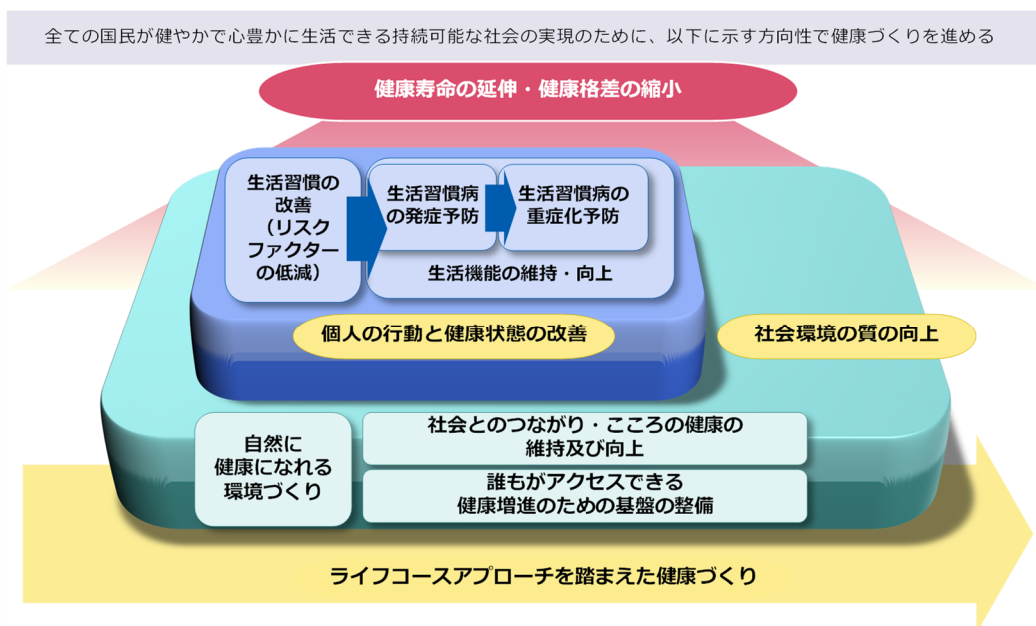 全ての国民が健やかで心豊かに生活できる持続可能な社会の実現のために、以下に示す方向性で健康づくりを進める
健康寿命の延伸・健康格差の縮小
生活習慣の
改善
（リスク
ファクター
の低減）
生活習慣病
の発症予防
生活習慣病の
重症化予防
生活機能の維持・向上
個人の行動と健康状態の改善
社会環境の質の向上
自然に
健康になれる
環境づくり
社会とのつながり・こころの健康の
維持及び向上
誰もがアクセスできる
健康増進のための基盤の整備
ライフコースアプローチを踏まえた健康づくり